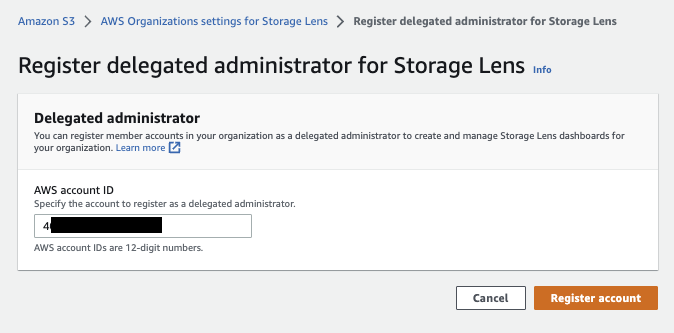 Amazon S3 > AWS Organizations settings for Storage Lens > Register delegated administrator for Storage Lens
Register delegated administrator for Storage Lens Info
Delegated administrator
You can register member accounts in your organization as a delegated administrator to create and manage Storage Lens dashboards for
your organization. Learn more
AWS account ID
Specify the account to register as a delegated administrator.
4
AWS account IDs are 12-digit numbers.
Cancel Register account